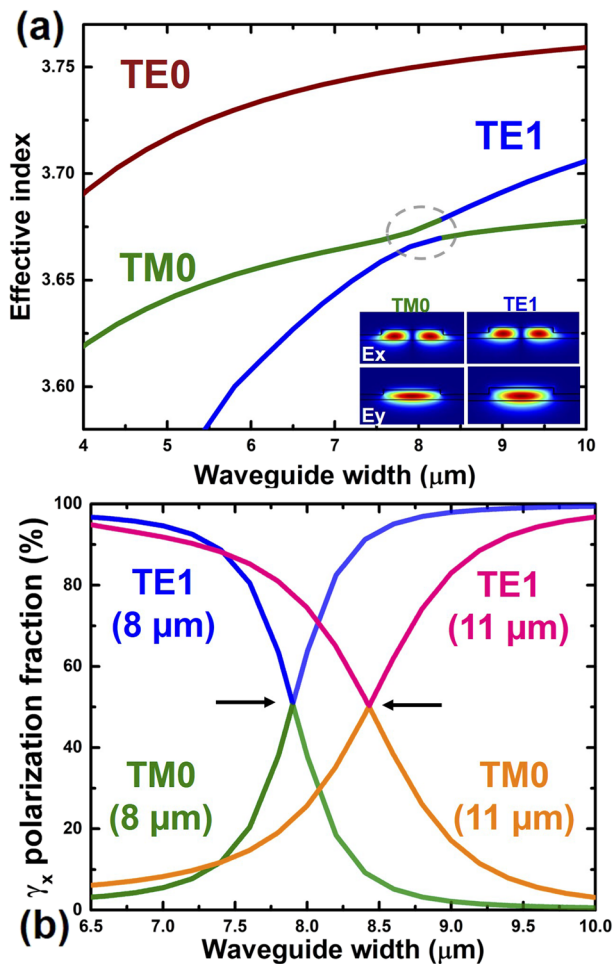 (a)
3.75
3.70
3.65
3.60
Effective index
TE0
TE1
TM0
TM0
TE1
Ex
Ey
4
5
6
7
8
9
10
Waveguide width (μm)
100
80
60
40
20
0
γx polarization fraction (%)
TE1
(8 μm)
TE1
(11 μm)
TM0
(8 μm)
TM0
(11 μm)
6.5
7.0
7.5
8.0
8.5
9.0
9.5
10.0
(b)
Waveguide width (μm)